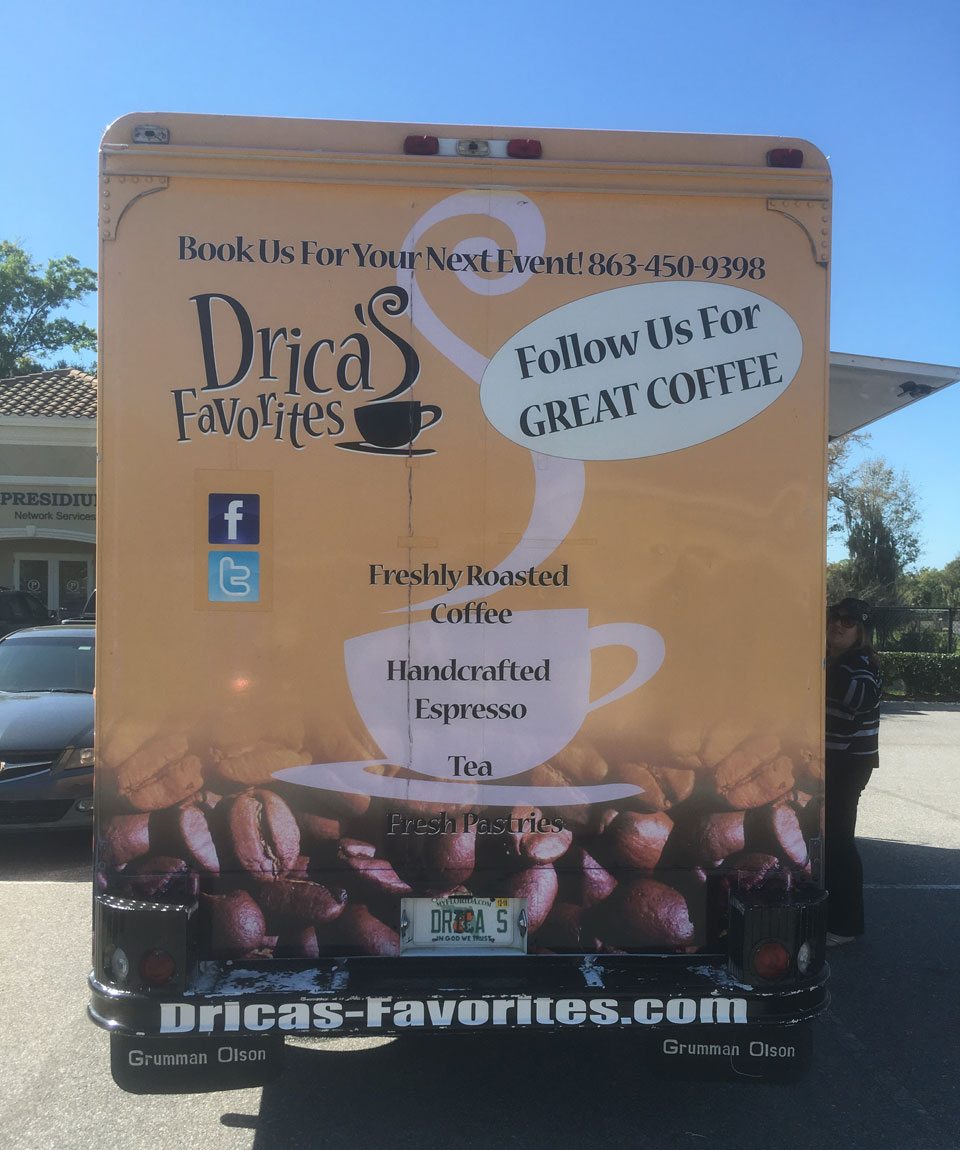 Book Us For Your Next Event! 863-450-9398
Drica's
Favorites
Follow Us For
GREAT COFFEE
PRESIDIU
Network Services
f
t
Freshly Roasted
Coffee
Handcrafted
Espresso
Tea
Fresh Pastries
MYFLORIDA.COM
DRICA S
IN GOD WE TRUST
Dricas-Favorites.com
Grumman Olson
Grumman Olson